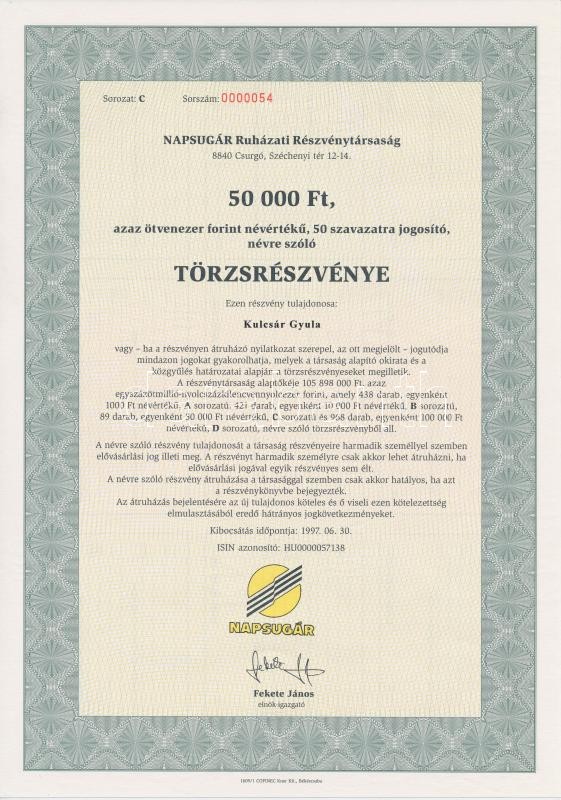 Sorozat: C Sorszám: 0000054
NAPSUGÁR Ruházati Részvénytársaság
8840 Csurgó, Széchenyi tér 12-14.
50 000 Ft,
azaz ötvenezer forint névértékű, 50 szavazatra jogosító,
névre szóló
TÖRZSRÉSZVÉNYE
Ezen részvény tulajdonosa:
Kulcsár Gyula
vagy – ha a részvényen átruházó nyilatkozat szerepel, az ott megjelölt – jogutódja
mindazon jogokat gyakorolhatja, melyek a társaság alapító okirata és a
közgyűlés határozatai alapján a törzsrészvényeseket megilletik.
A részvénytársaság alaptőkéje 105 898 000 Ft. azaz
egyszázötmillió-nyolcszázkilencvennyolcezer forint, amely 438 darab, egyenként
1000 Ft névértékű, A sorozatú, 421 darab, egyenként 10 000 Ft névértékű, B sorozatú,
89 darab, egyenként 50 000 Ft névértékű, C sorozatú és 968 darab, egyenként 100 000 Ft
névértékű, D sorozatú, névre szóló törzsrészvényből áll.
A névre szóló részvény tulajdonosát a társaság részvényeire harmadik személlyel szemben
elővásárlási jog illeti meg. A részvényt harmadik személyre csak akkor lehet átruházni, ha
elővásárlási jogával egyik részvényes sem élt.
A névre szóló részvény átruházása a társasággal szemben csak akkor hatályos, ha azt
a részvénykönyvbe bejegyezték.
Az átruházás bejelentésére az új tulajdonos köteles és ő viseli ezen kötelezettség
elmulasztásából eredő hátrányos jogkövetkezményeket.
Kibocsátás időpontja: 1997. 06. 30.
ISIN azonosító: HU0000057138
NAPSUGÁR
Fekete János
elnök-igazgató
1609/1 COFINEC Kner Kft., Békéscsaba